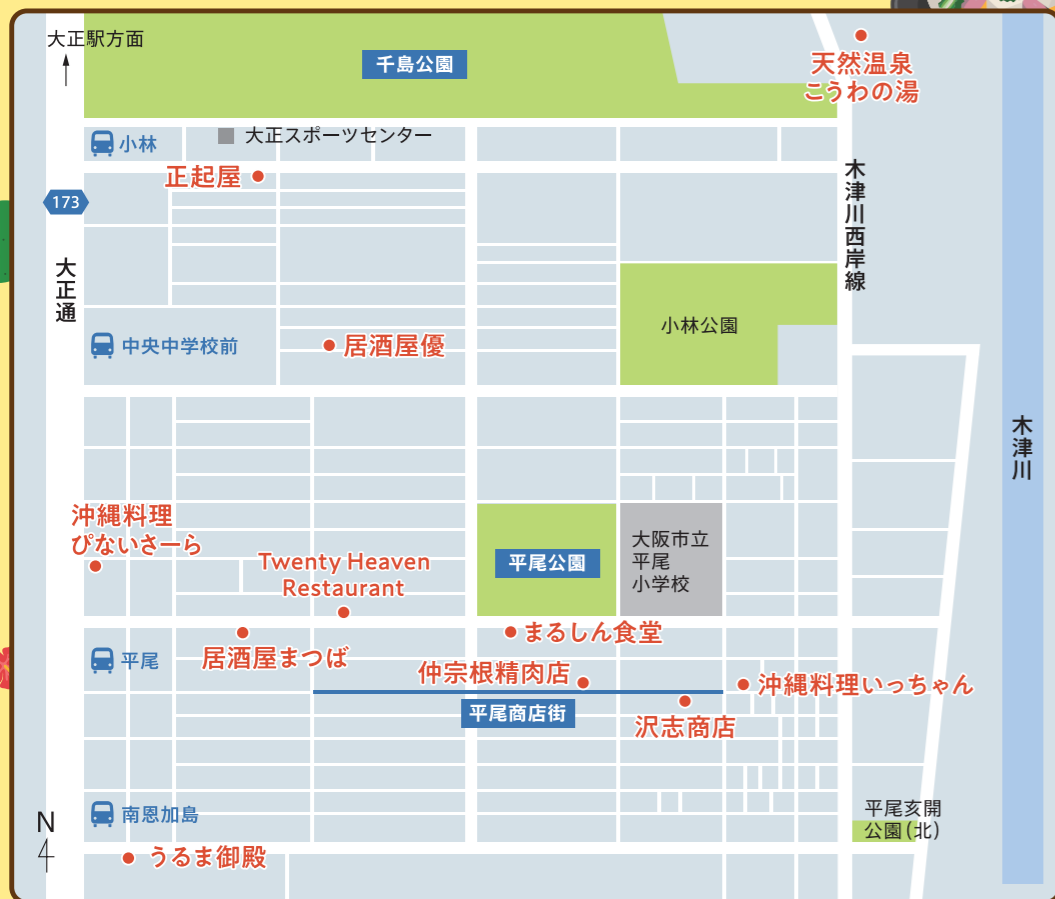 大正駅方面
千島公園
天然温泉
こうわの湯
小林
大正スポーツセンター
正起屋
173
大正通
木津川西岸線
小林公園
中央中学校前
居酒屋優
木津川
沖縄料理
ぴないさーら
Twenty Heaven
Restaurant
平尾公園
大阪市立
平尾
小学校
まるしん食堂
居酒屋まつば
平尾
仲宗根精肉店
沖縄料理いっちゃん
平尾商店街
沢志商店
南恩加島
平尾亥開
公園(北)
N
うるま御殿